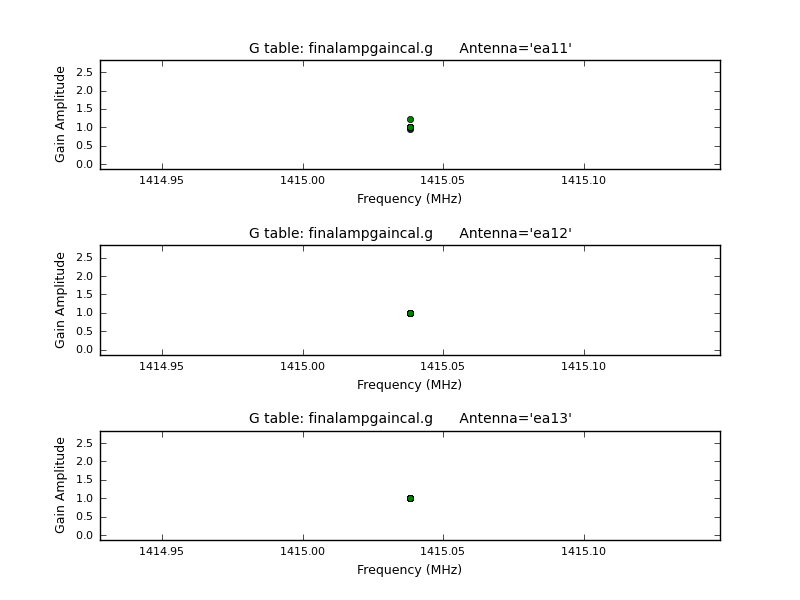 G table: finalampgaincal.g Antenna='ea11'
Gain Amplitude
2.5
2.0
1.5
1.0
0.5
0.0
1414.95 1415.00 1415.05 1415.10
Frequency (MHz)
G table: finalampgaincal.g Antenna='ea12'
Gain Amplitude
2.5
2.0
1.5
1.0
0.5
0.0
1414.95 1415.00 1415.05 1415.10
Frequency (MHz)
G table: finalampgaincal.g Antenna='ea13'
Gain Amplitude
2.5
2.0
1.5
1.0
0.5
0.0
1414.95 1415.00 1415.05 1415.10
Frequency (MHz)